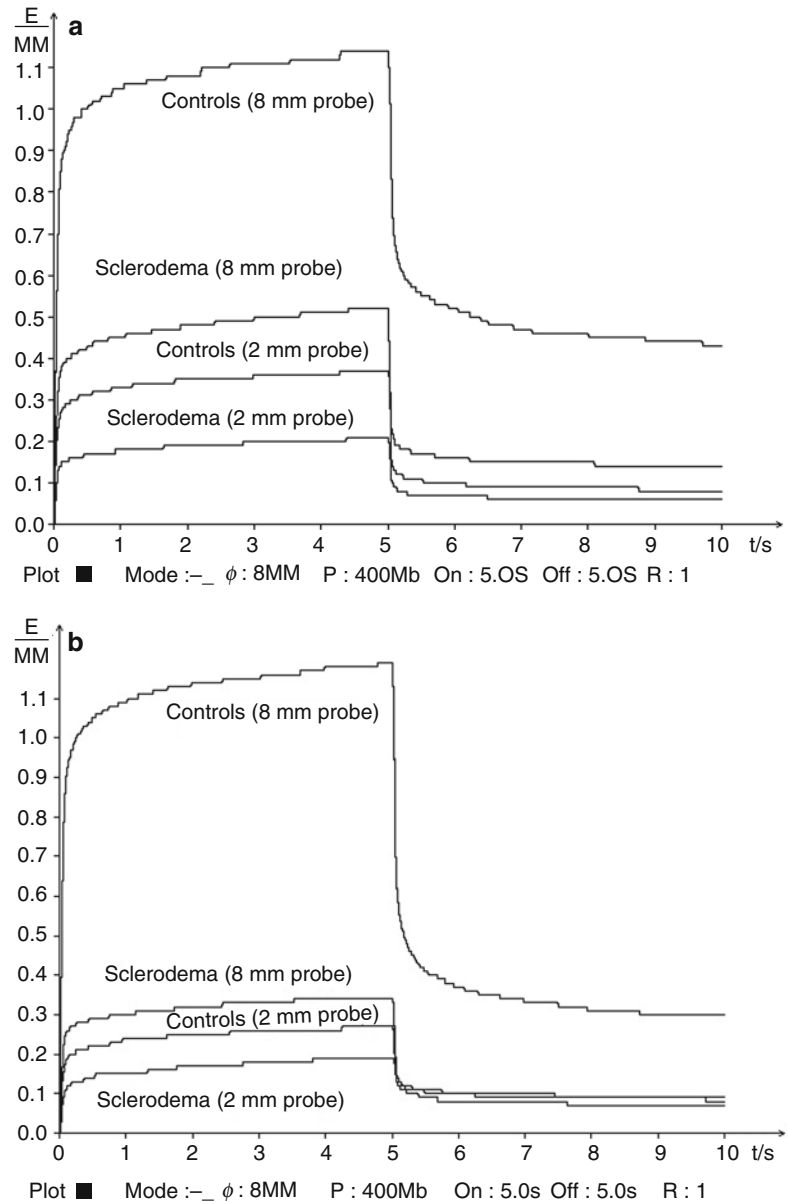 E
MM
a
1.1
1.0
0.9
0.8
0.7
0.6
0.5
0.4
0.3
0.2
0.1
0.0
Controls (8 mm probe)
Sclerodema (8 mm probe)
Controls (2 mm probe)
Sclerodema (2 mm probe)
0 1 2 3 4 5 6 7 8 9 10 t/s
Plot ■ Mode :–_ ϕ : 8MM P : 400Mb On : 5.OS Off : 5.OS R : 1
E
MM
b
1.1
1.0
0.9
0.8
0.7
0.6
0.5
0.4
0.3
0.2
0.1
0.0
Controls (8 mm probe)
Sclerodema (8 mm probe)
Controls (2 mm probe)
Sclerodema (2 mm probe)
0 1 2 3 4 5 6 7 8 9 10 t/s
Plot ■ Mode :–_ ϕ : 8MM P : 400Mb On : 5.0s Off : 5.0s R : 1